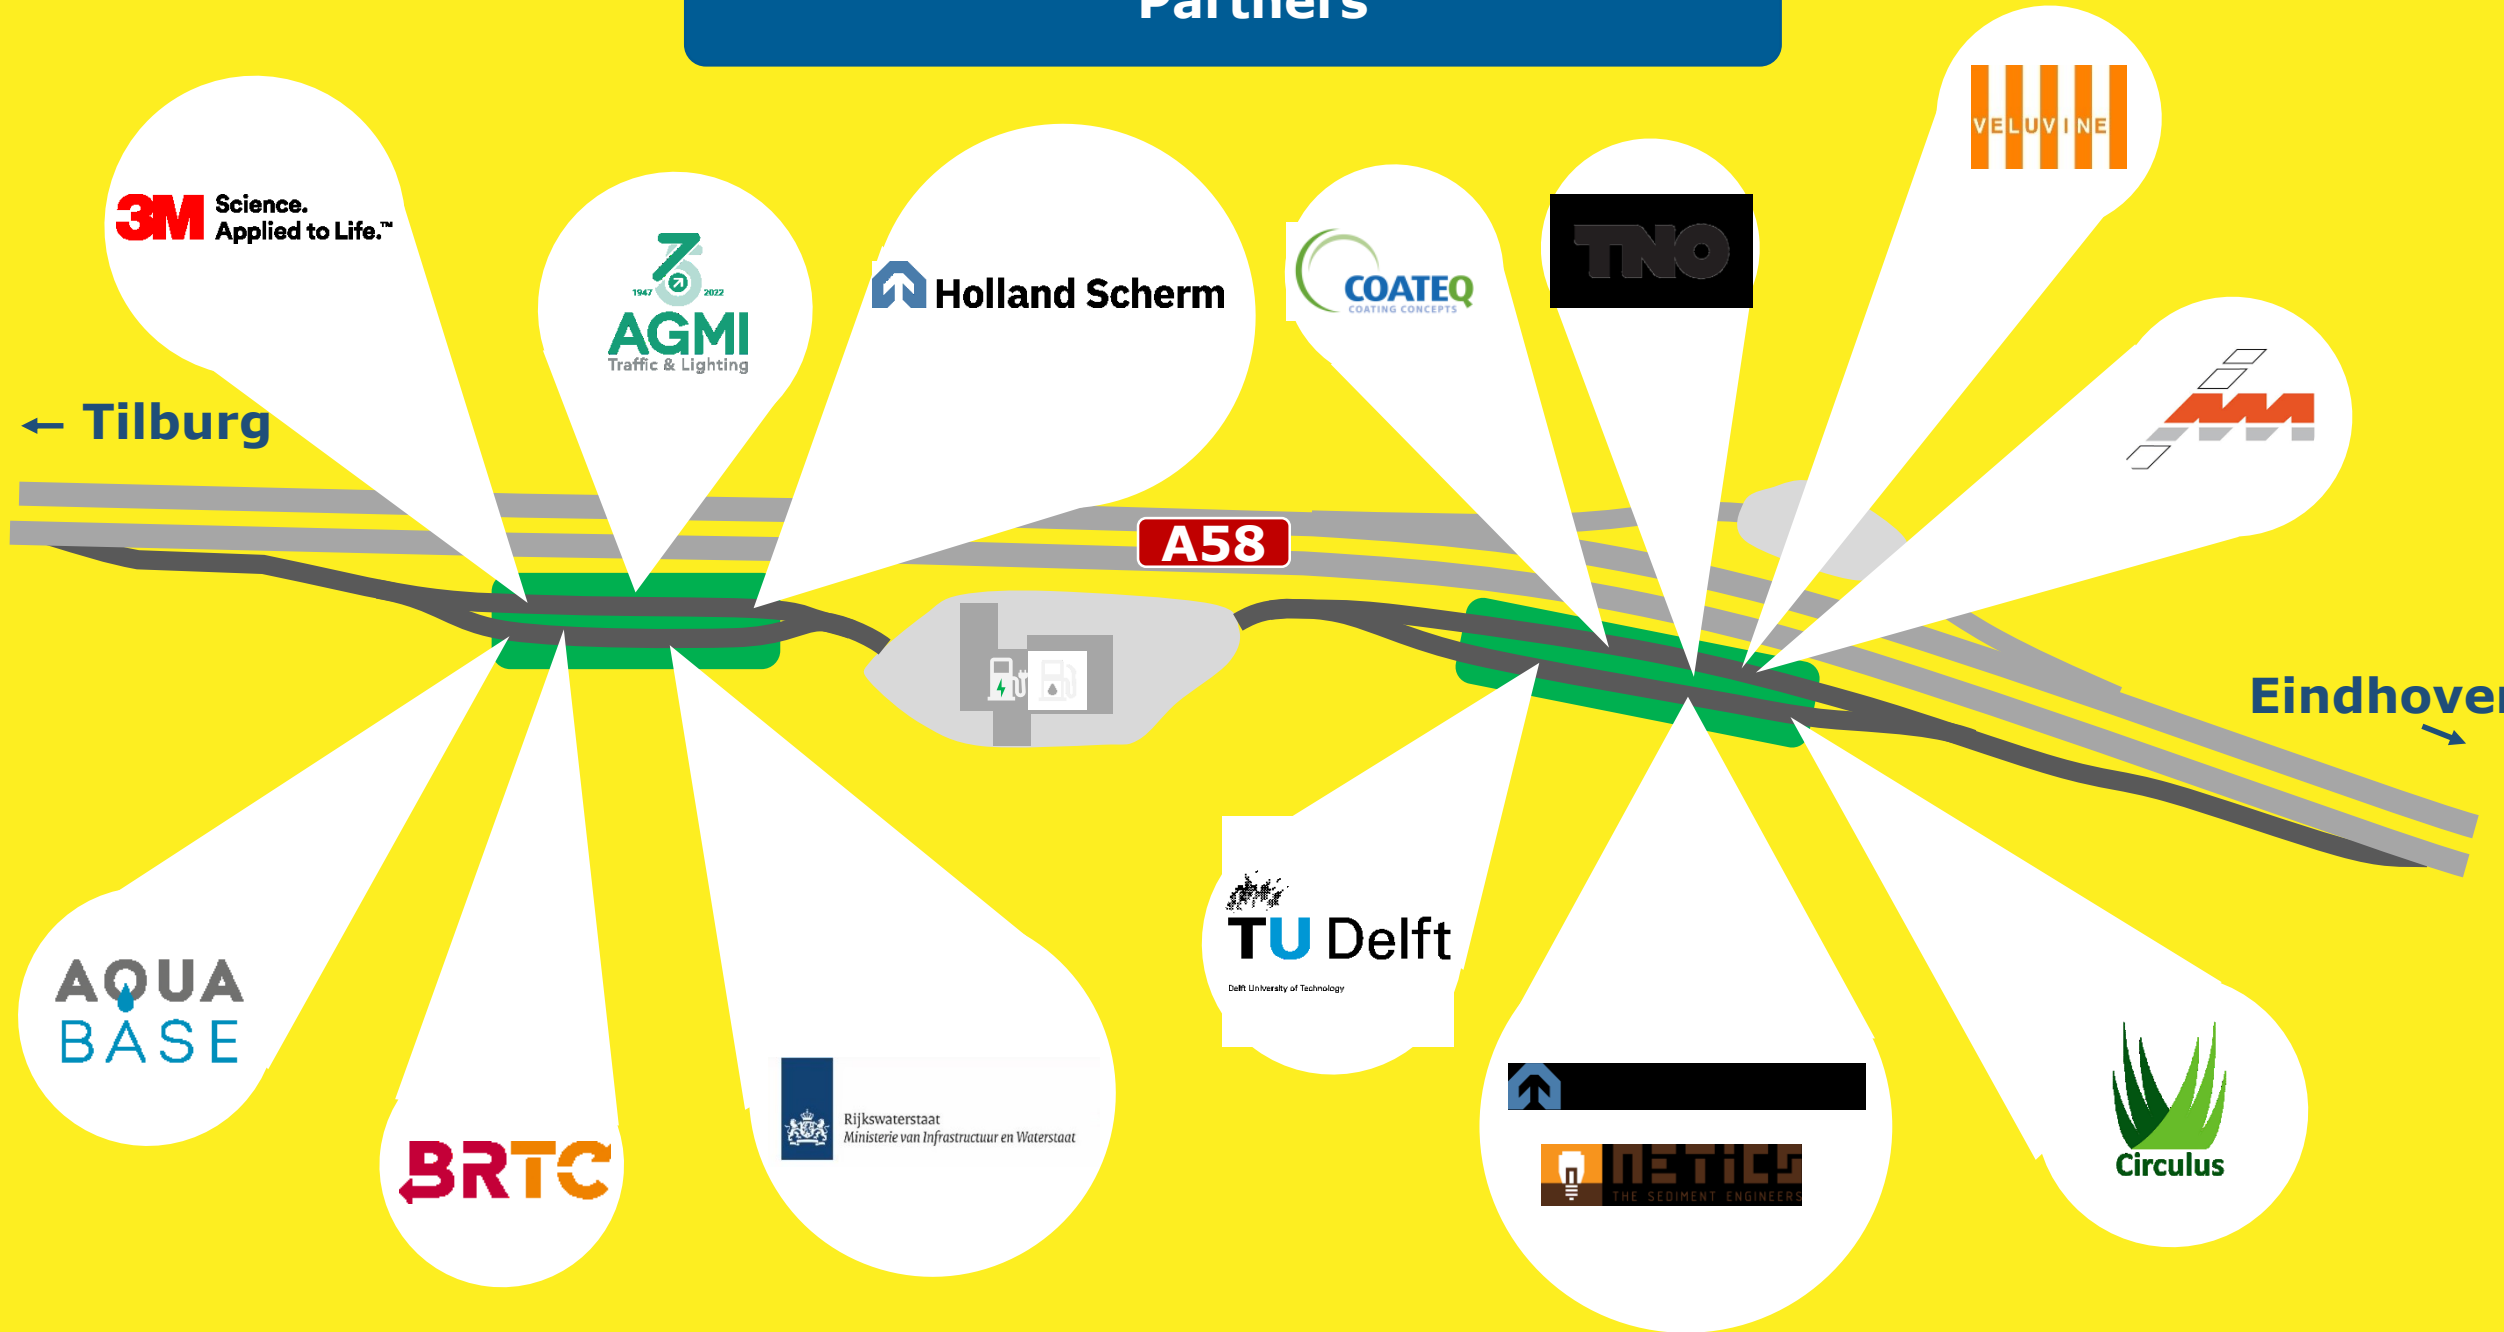 Partners
VELUVINE
3M Science.
Applied to Life.™
1947 75 2022
AGMI
Traffic & Lighting
Holland Scherm
COATEQ
COATING CONCEPTS
TNO
← Tilburg
A58
Eindhoven
TU Delft
Delft University of Technology
AQUA
BASE
Rijkswaterstaat
Ministerie van Infrastructuur en Waterstaat
BRTC
NETICS
THE SEDIMENT ENGINEERS
Circulus